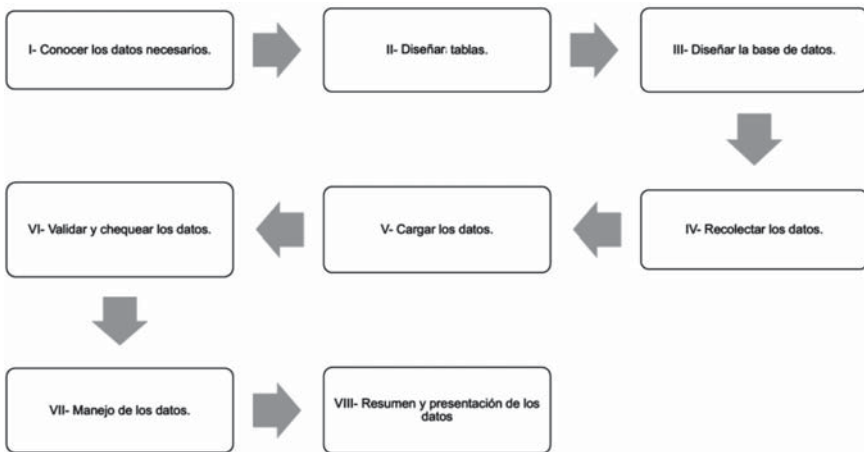 I- Conocer los datos necesarios.
II- Diseñar tablas.
III- Diseñar la base de datos.
IV- Recolectar los datos.
V- Cargar los datos.
VI- Validar y chequear los datos.
VII- Manejo de los datos.
VIII- Resumen y presentación de los
datos